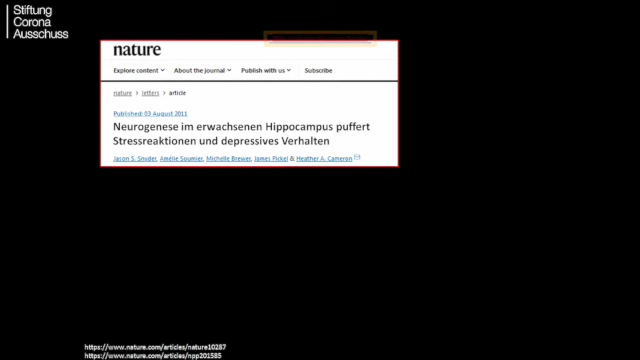 Stiftung
Corona
Ausschuss
nature
Explore content About the journal Publish with us Subscribe
nature > letters > article
Published: 03 August 2011
Neurogenese im erwachsenen Hippocampus puffert
Stressreaktionen und depressives Verhalten
Jason S. Snyder, Amélie Soumier, Michelle Brewer, James Pickel & Heather A. Cameron
https://www.nature.com/articles/nature10287
https://www.nature.com/articles/npp201585